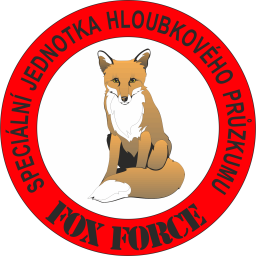 SPECIÁLNÍ JEDNOTKA HLOUBKOVÉHO PRŮZKUMU
FOX FORCE